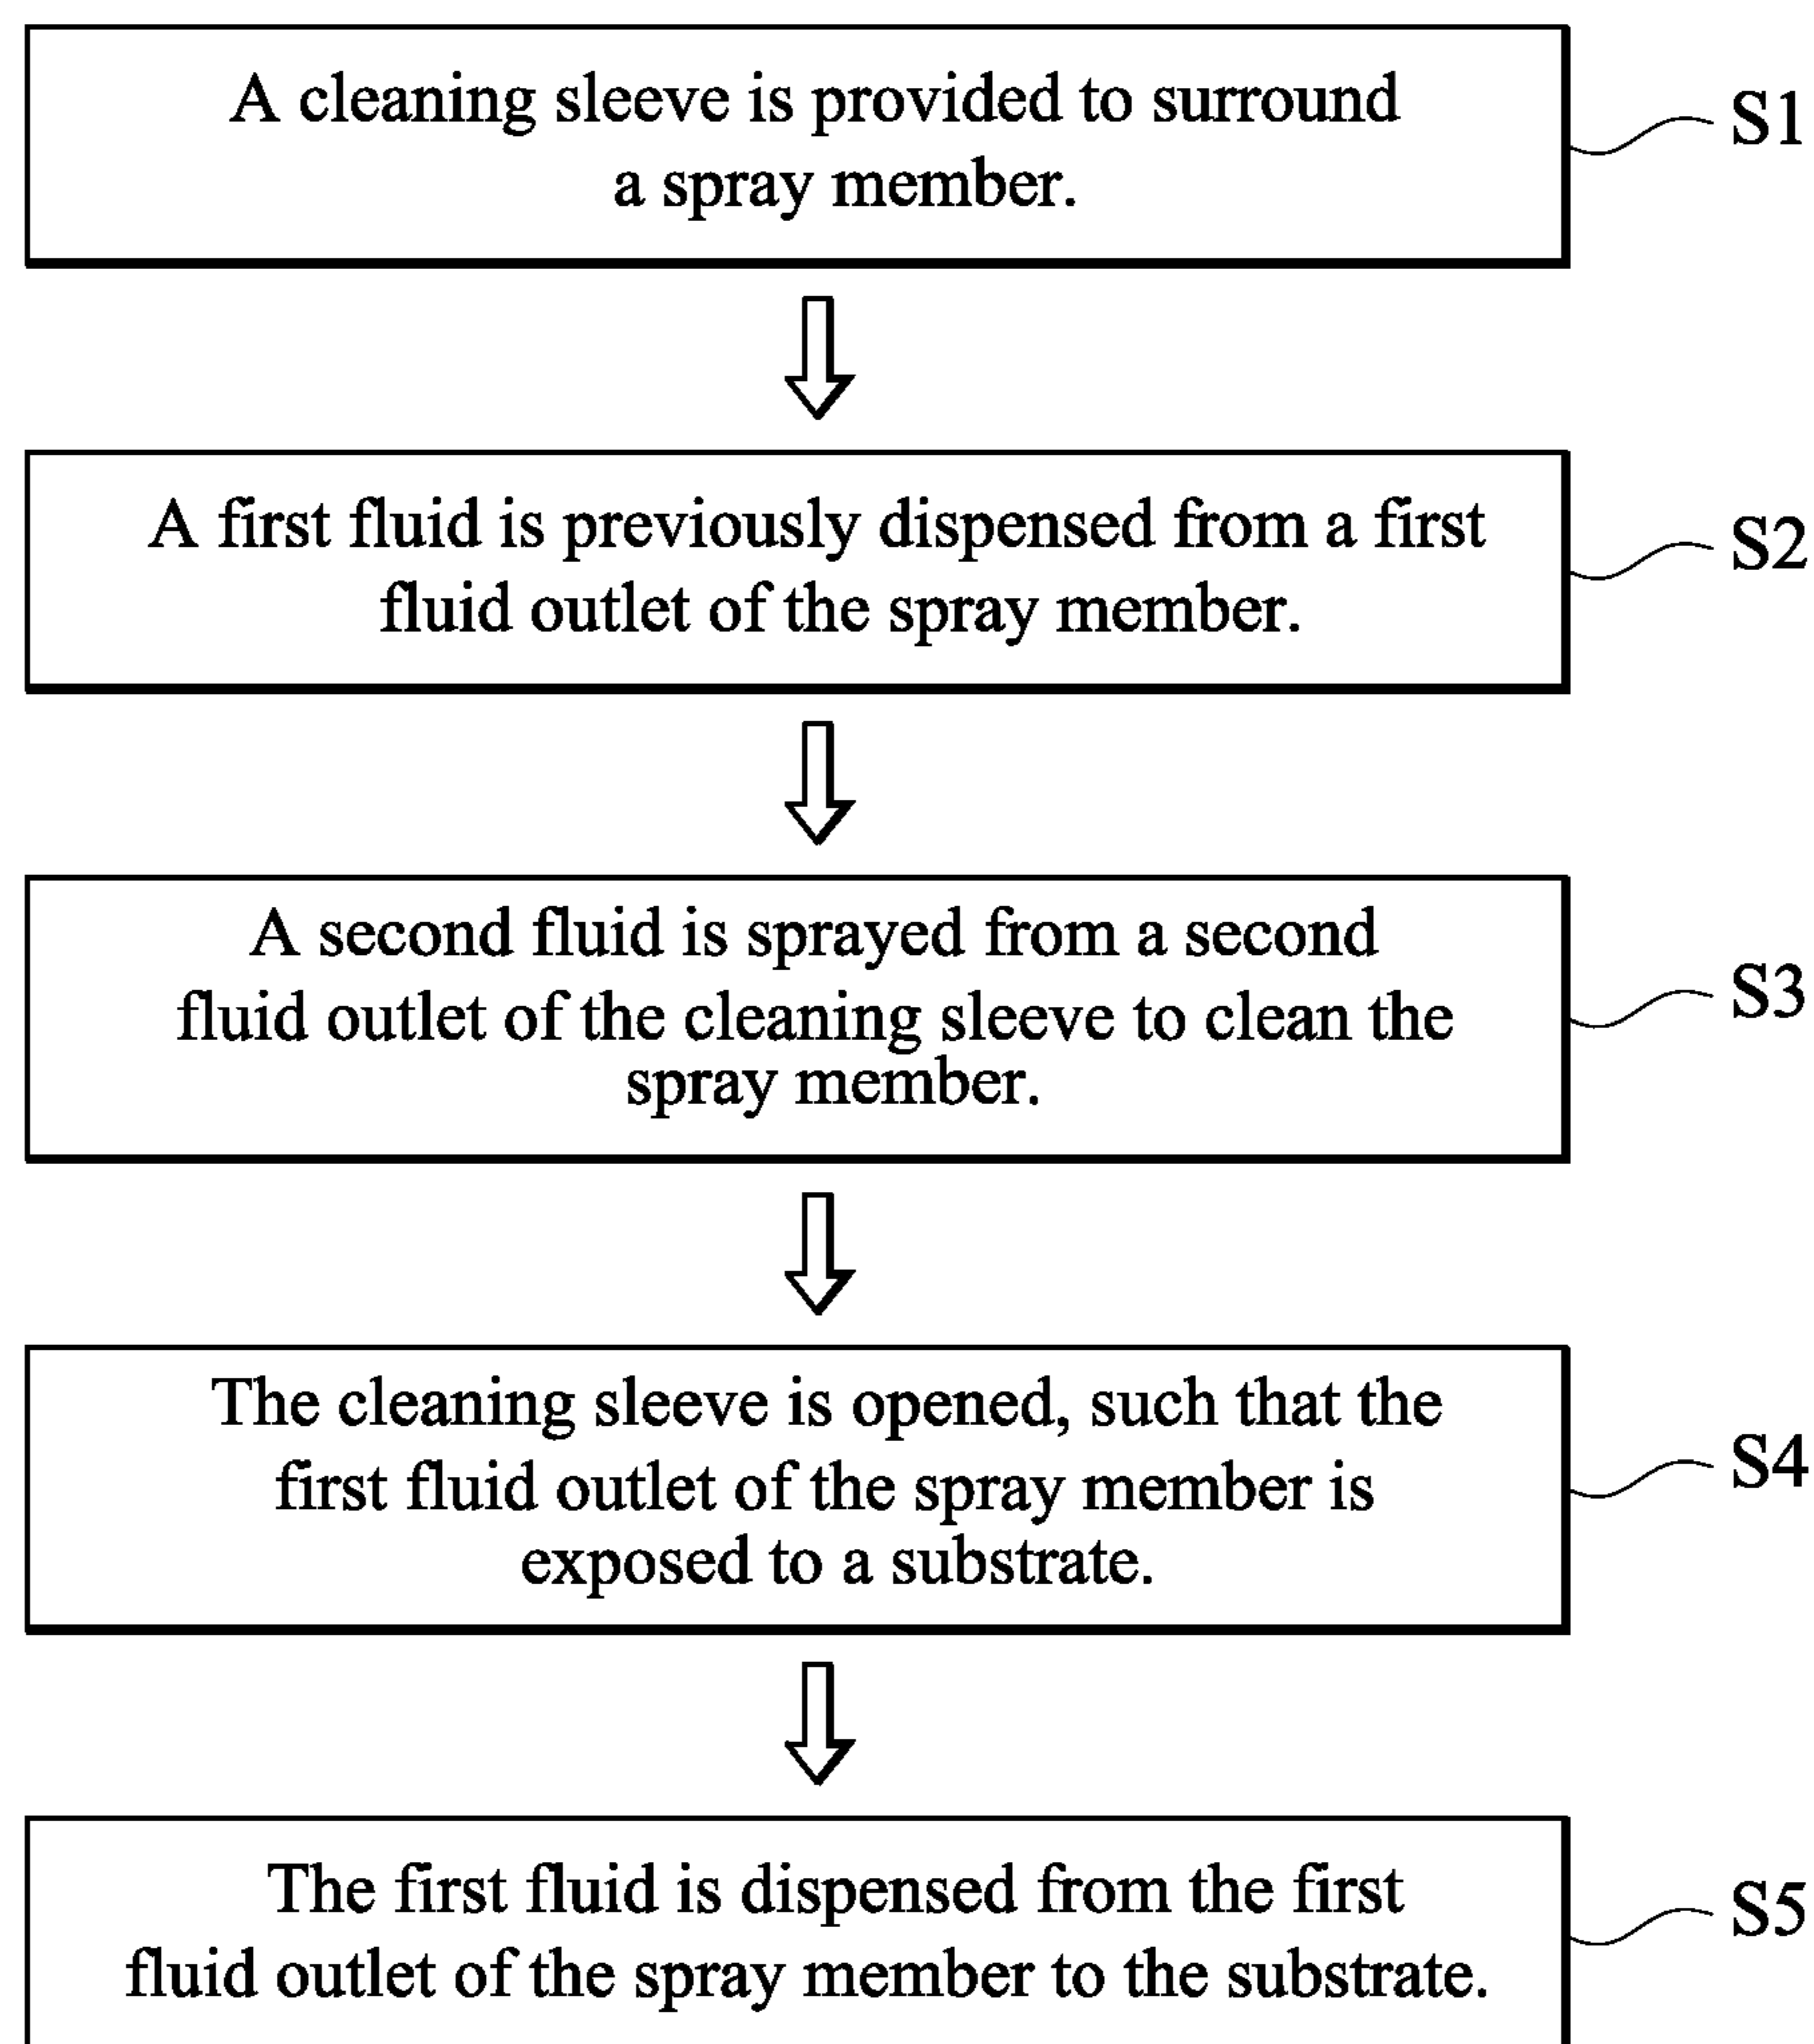 A cleaning sleeve is provided to surround
a spray member.
S1
A first fluid is previously dispensed from a first
fluid outlet of the spray member.
S2
A second fluid is sprayed from a second
fluid outlet of the cleaning sleeve to clean the
spray member.
S3
The cleaning sleeve is opened, such that the
first fluid outlet of the spray member is
exposed to a substrate.
S4
The first fluid is dispensed from the first
fluid outlet of the spray member to the substrate.
S5